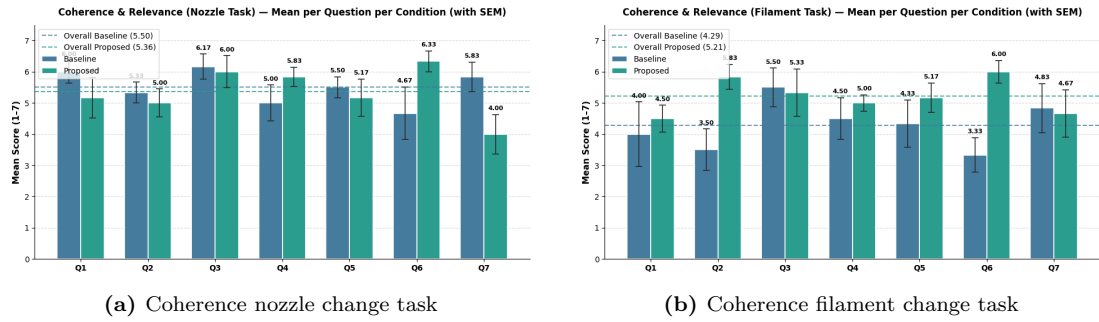 Coherence & Relevance (Nozzle Task) — Mean per Question per Condition (with SEM)
Mean Score (1–7)
7
6
5
4
3
2
1
0
Overall Baseline (5.50)
Overall Proposed (5.36)
Baseline
Proposed
5.33
5.00
6.17
6.00
5.00
5.83
5.50
5.17
4.67
6.33
5.83
4.00
Q1
Q2
Q3
Q4
Q5
Q6
Q7
(a) Coherence nozzle change task
Coherence & Relevance (Filament Task) — Mean per Question per Condition (with SEM)
Mean Score (1–7)
7
6
5
4
3
2
1
0
Overall Baseline (4.29)
Overall Proposed (5.21)
Baseline
Proposed
4.00
4.50
3.50
5.50
5.33
4.50
5.00
4.33
5.17
3.33
6.00
4.83
4.67
Q1
Q2
Q3
Q4
Q5
Q6
Q7
(b) Coherence filament change task